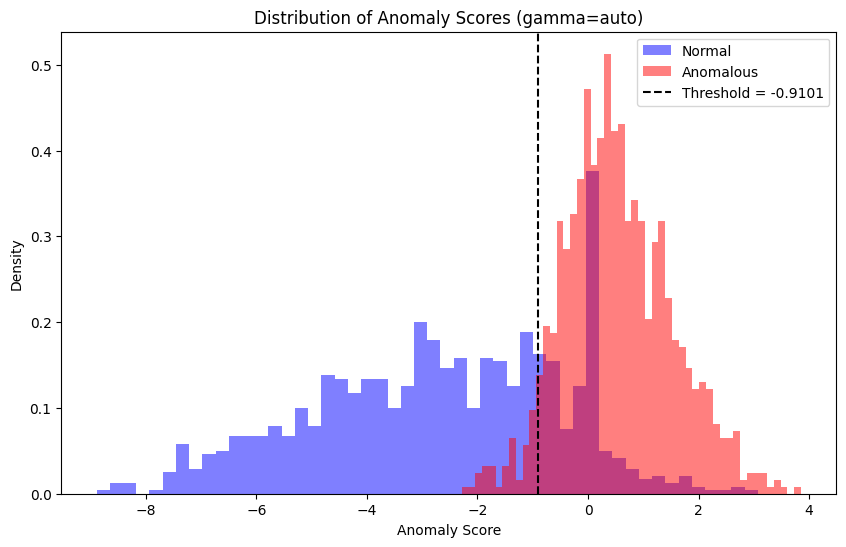 Distribution of Anomaly Scores (gamma=auto)
Normal
Anomalous
Threshold = -0.9101
Density
0.5
0.4
0.3
0.2
0.1
0.0
−8
−6
−4
−2
0
2
4
Anomaly Score